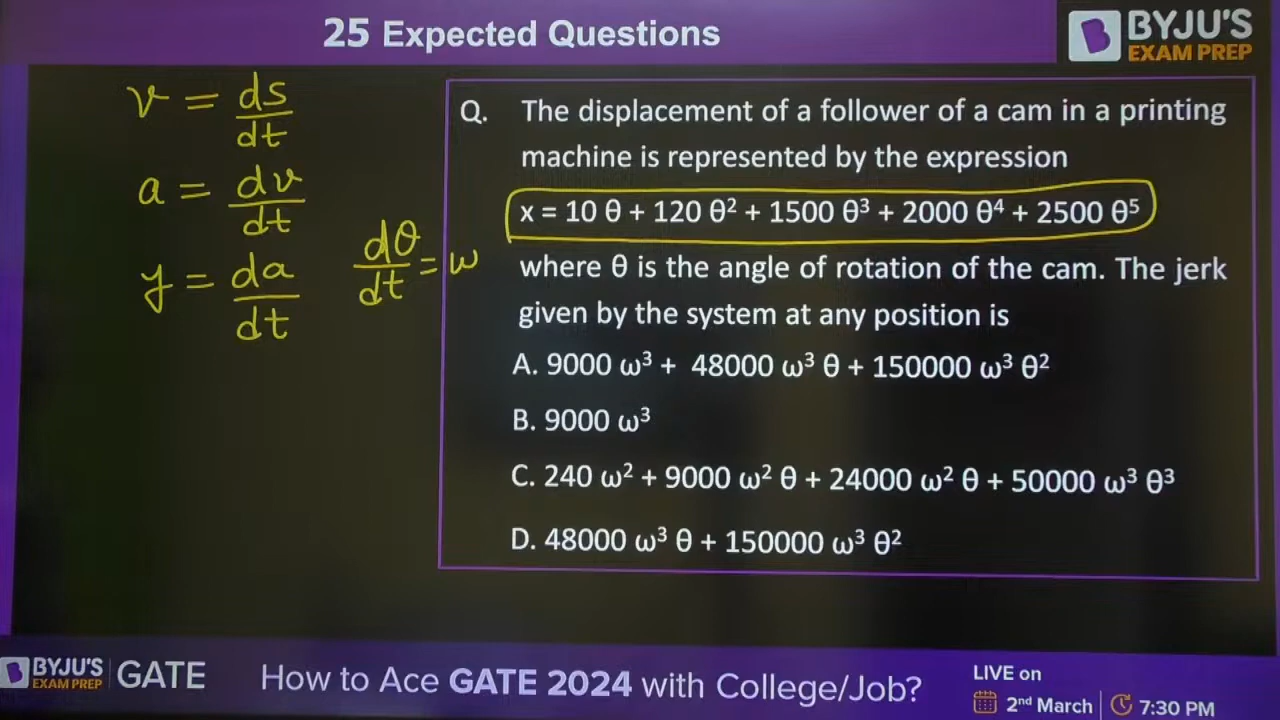 25 Expected Questions
BYJU'S
EXAM PREP
v = ds/dt
a = dv/dt
y = da/dt
dθ/dt = ω
Q. The displacement of a follower of a cam in a printing
machine is represented by the expression
x = 10 θ + 120 θ² + 1500 θ³ + 2000 θ⁴ + 2500 θ⁵
where θ is the angle of rotation of the cam. The jerk
given by the system at any position is
A. 9000 ω³ + 48000 ω³ θ + 150000 ω³ θ²
B. 9000 ω³
C. 240 ω² + 9000 ω² θ + 24000 ω² θ + 50000 ω³ θ³
D. 48000 ω³ θ + 150000 ω³ θ²
BYJU'S
EXAM PREP
GATE
How to Ace GATE 2024 with College/Job?
LIVE on
2nd March
7:30 PM